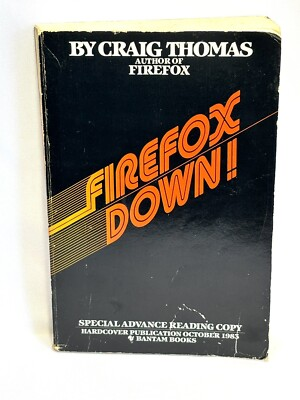 BY CRAIG THOMAS
AUTHOR OF
FIREFOX
FIREFOX
DOWN!
SPECIAL ADVANCE READING COPY
HARDCOVER PUBLICATION OCTOBER 1983
BANTAM BOOKS